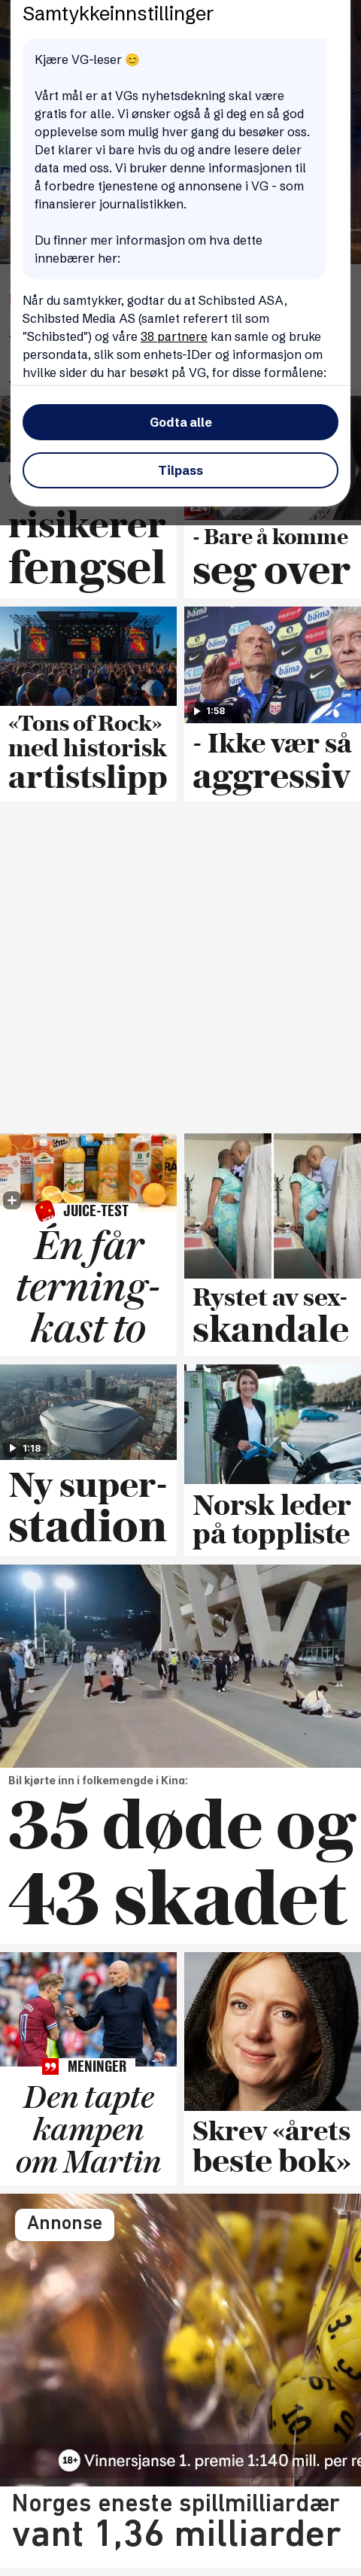 Samtykkeinnstillinger
Kjære VG-leser 😊
Vårt mål er at VGs nyhetsdekning skal være
gratis for alle. Vi ønsker også å gi deg en så god
opplevelse som mulig hver gang du besøker oss.
Det klarer vi bare hvis du og andre lesere deler
data med oss. Vi bruker denne informasjonen til
å forbedre tjenestene og annonsene i VG - som
finansierer journalistikken.
Du finner mer informasjon om hva dette
innebærer her:
Når du samtykker, godtar du at Schibsted ASA,
Schibsted Media AS (samlet referert til som
"Schibsted") og våre 38 partnere kan samle og bruke
persondata, slik som enhets-IDer og informasjon om
hvilke sider du har besøkt på VG, for disse formålene:
Godta alle
Tilpass
E24
risikerer
fengsel
- Bare å komme
seg over
«Tons of Rock»
med historisk
artistslipp
1:58
- Ikke vær så
aggressiv
JUICE-TEST
Én får
terning-
kast to
Rystet av sex-
skandale
1:18
Ny super-
stadion
Norsk leder
på toppliste
Bil kjørte inn i folkemengde i Kina:
35 døde og
43 skadet
MENINGER
Den tapte
kampen
om Martin
Skrev «årets
beste bok»
Annonse
18+ Vinnersjanse 1. premie 1:140 mill. per re
Norges eneste spillmilliardær
vant 1,36 milliarder